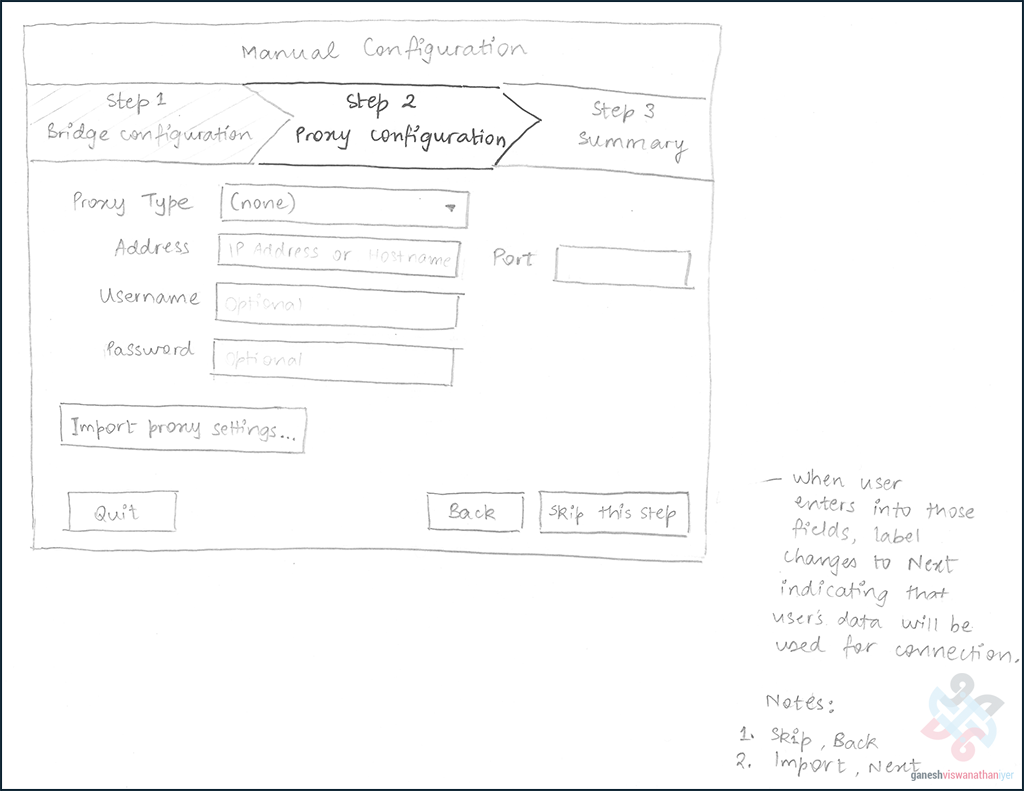 Manual Configuration
Step 1
Bridge configuration
Step 2
Proxy configuration
Step 3
Summary
Proxy Type
(none)
Address
IP Address or Hostname
Port
Username
Optional
Password
Optional
Import proxy settings...
Quit
Back
Skip this step
— When user
enters into those
fields, label
changes to Next
indicating that
user's data will be
used for connection.
Notes:
1. Skip, Back
2. Import, Next
ganeshviswanathaniyer